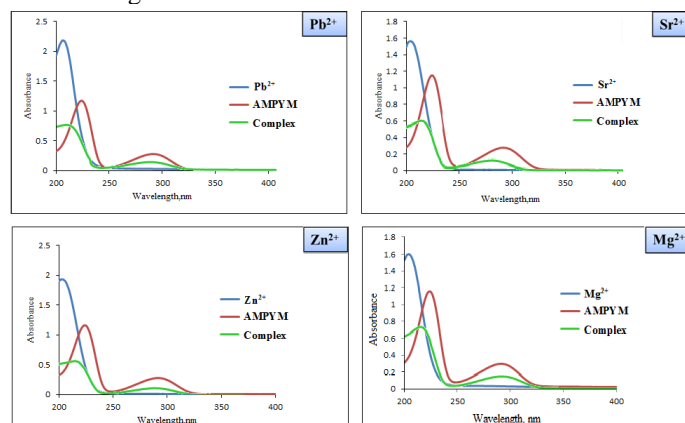 Pb2+
2.5
2
1.5
1
0.5
0
Absorbance
Pb2+
AMPYM
Complex
200
250
300
350
400
Wavelength,nm
Sr2+
1.8
1.6
1.4
1.2
1
0.8
0.6
0.4
0.2
0
Absorbance
Sr2+
AMPYM
Complex
200
250
300
350
400
Wavelength,nm
Zn2+
2.5
2
1.5
1
0.5
0
Absorbance
Zn2+
AMPYM
Complex
200
250
300
350
400
Wavelength,nm
Mg2+
1.8
1.6
1.4
1.2
1
0.8
0.6
0.4
0.2
0
Absorbance
Mg2+
AMPYM
Complex
200
250
300
350
400
Wavelength, nm